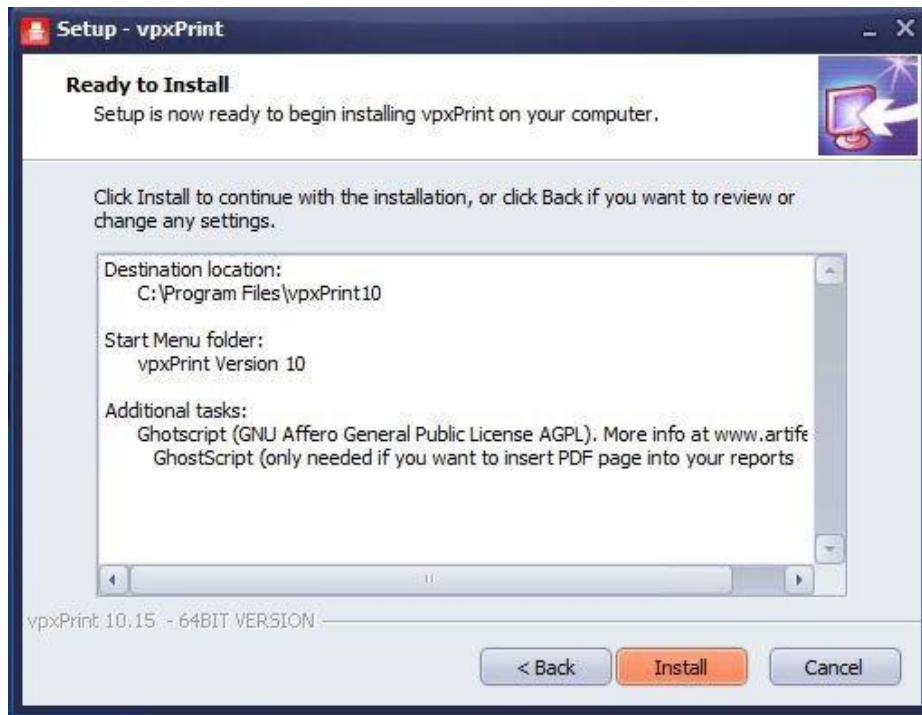 Setup - vpxPrint
Ready to Install
Setup is now ready to begin installing vpxPrint on your computer.
Click Install to continue with the installation, or click Back if you want to review or
change any settings.
Destination location:
C:\Program Files\vpxPrint10
Start Menu folder:
vpxPrint Version 10
Additional tasks:
Ghotscript (GNU Affero General Public License AGPL). More info at www.artife
GhostScript (only needed if you want to insert PDF page into your reports
vpxPrint 10.15 - 64BIT VERSION
< Back Install Cancel